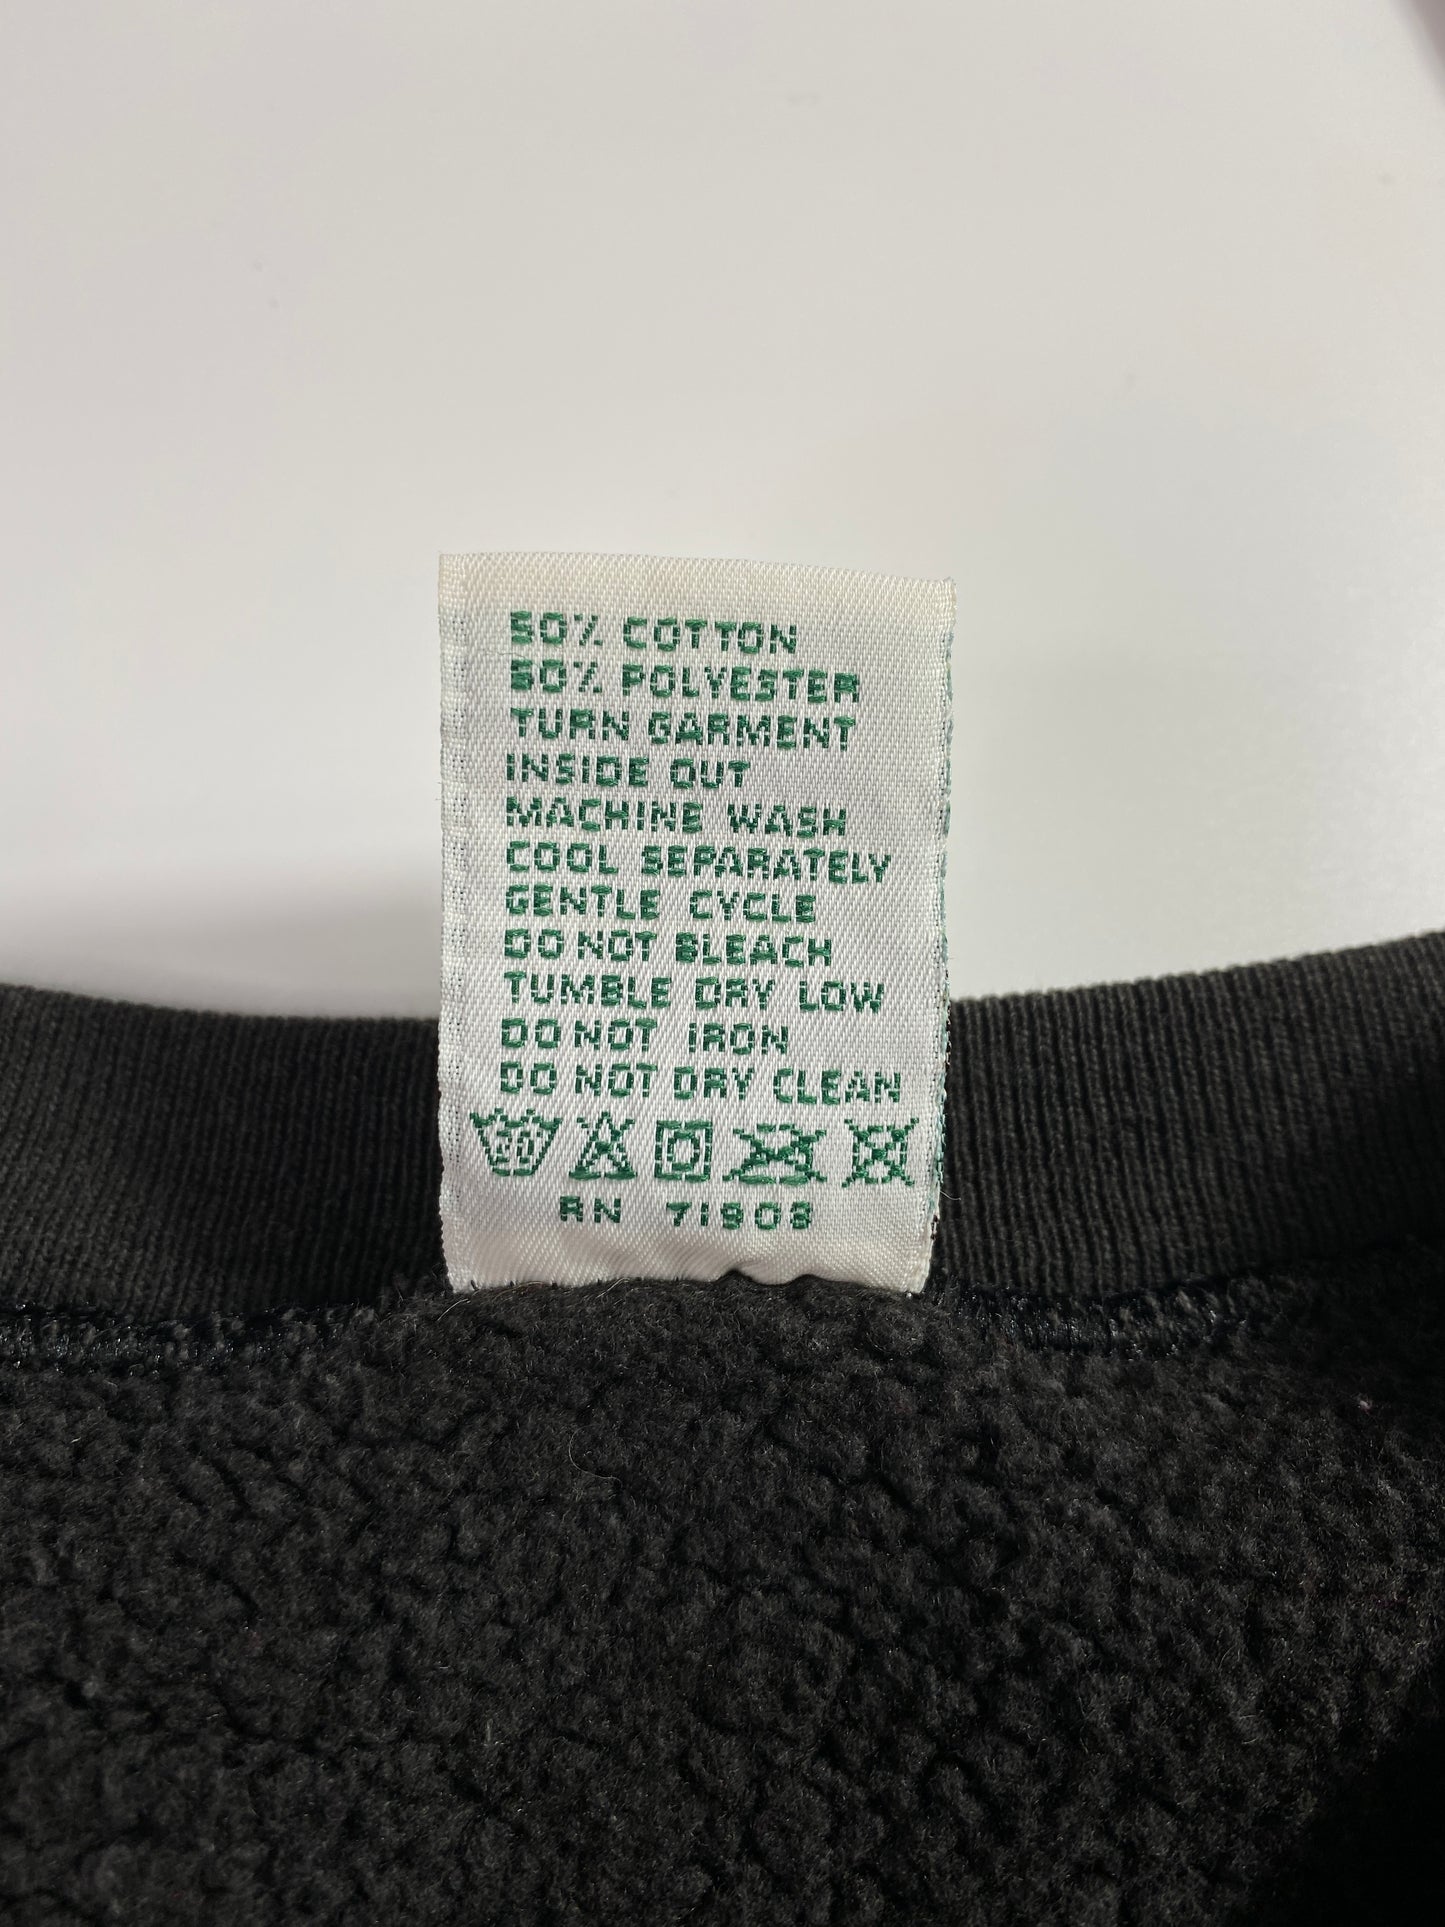 50% COTTON
50% POLYESTER
TURN GARMENT
INSIDE OUT
MACHINE WASH
COOL SEPARATELY
GENTLE CYCLE
DO NOT BLEACH
TUMBLE DRY LOW
DO NOT IRON
DO NOT DRY CLEAN
RN 71908